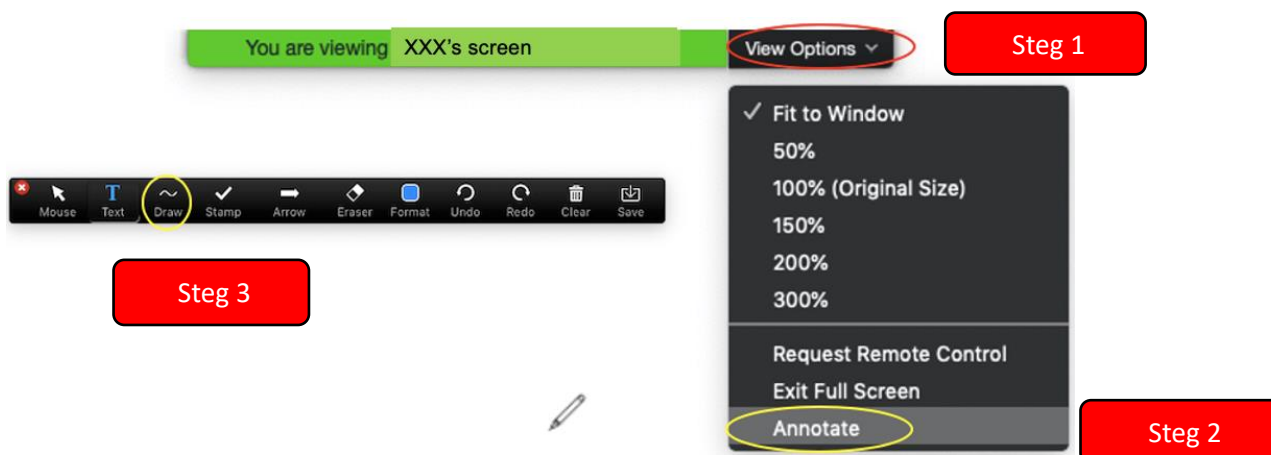 You are viewing XXX's screen View Options
Steg 1
Fit to Window
50%
100% (Original Size)
150%
200%
300%
Request Remote Control
Exit Full Screen
Annotate
Steg 2
Mouse Text Draw Stamp Arrow Eraser Format Undo Redo Clear Save
Steg 3